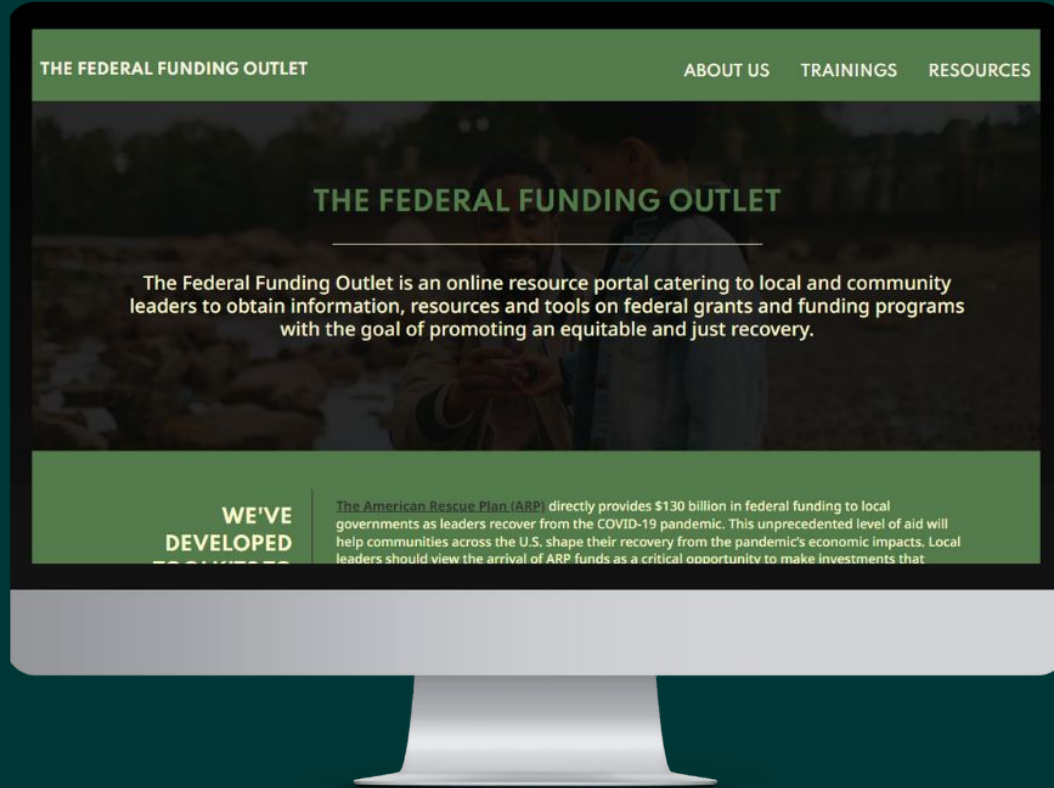 THE FEDERAL FUNDING OUTLET
ABOUT US TRAININGS RESOURCES
THE FEDERAL FUNDING OUTLET
The Federal Funding Outlet is an online resource portal catering to local and community
leaders to obtain information, resources and tools on federal grants and funding programs
with the goal of promoting an equitable and just recovery.
WE'VE
DEVELOPED
TOOLKITS TO
The American Rescue Plan (ARP) directly provides $130 billion in federal funding to local
governments as leaders recover from the COVID-19 pandemic. This unprecedented level of aid will
help communities across the U.S. shape their recovery from the pandemic's economic impacts. Local
leaders should view the arrival of ARP funds as a critical opportunity to make investments that